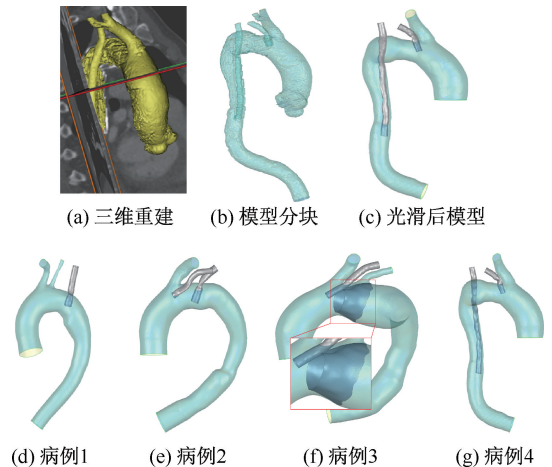 (a) 三维重建
(b) 模型分块
(c) 光滑后模型
(d) 病例1
(e) 病例2
(f) 病例3
(g) 病例4